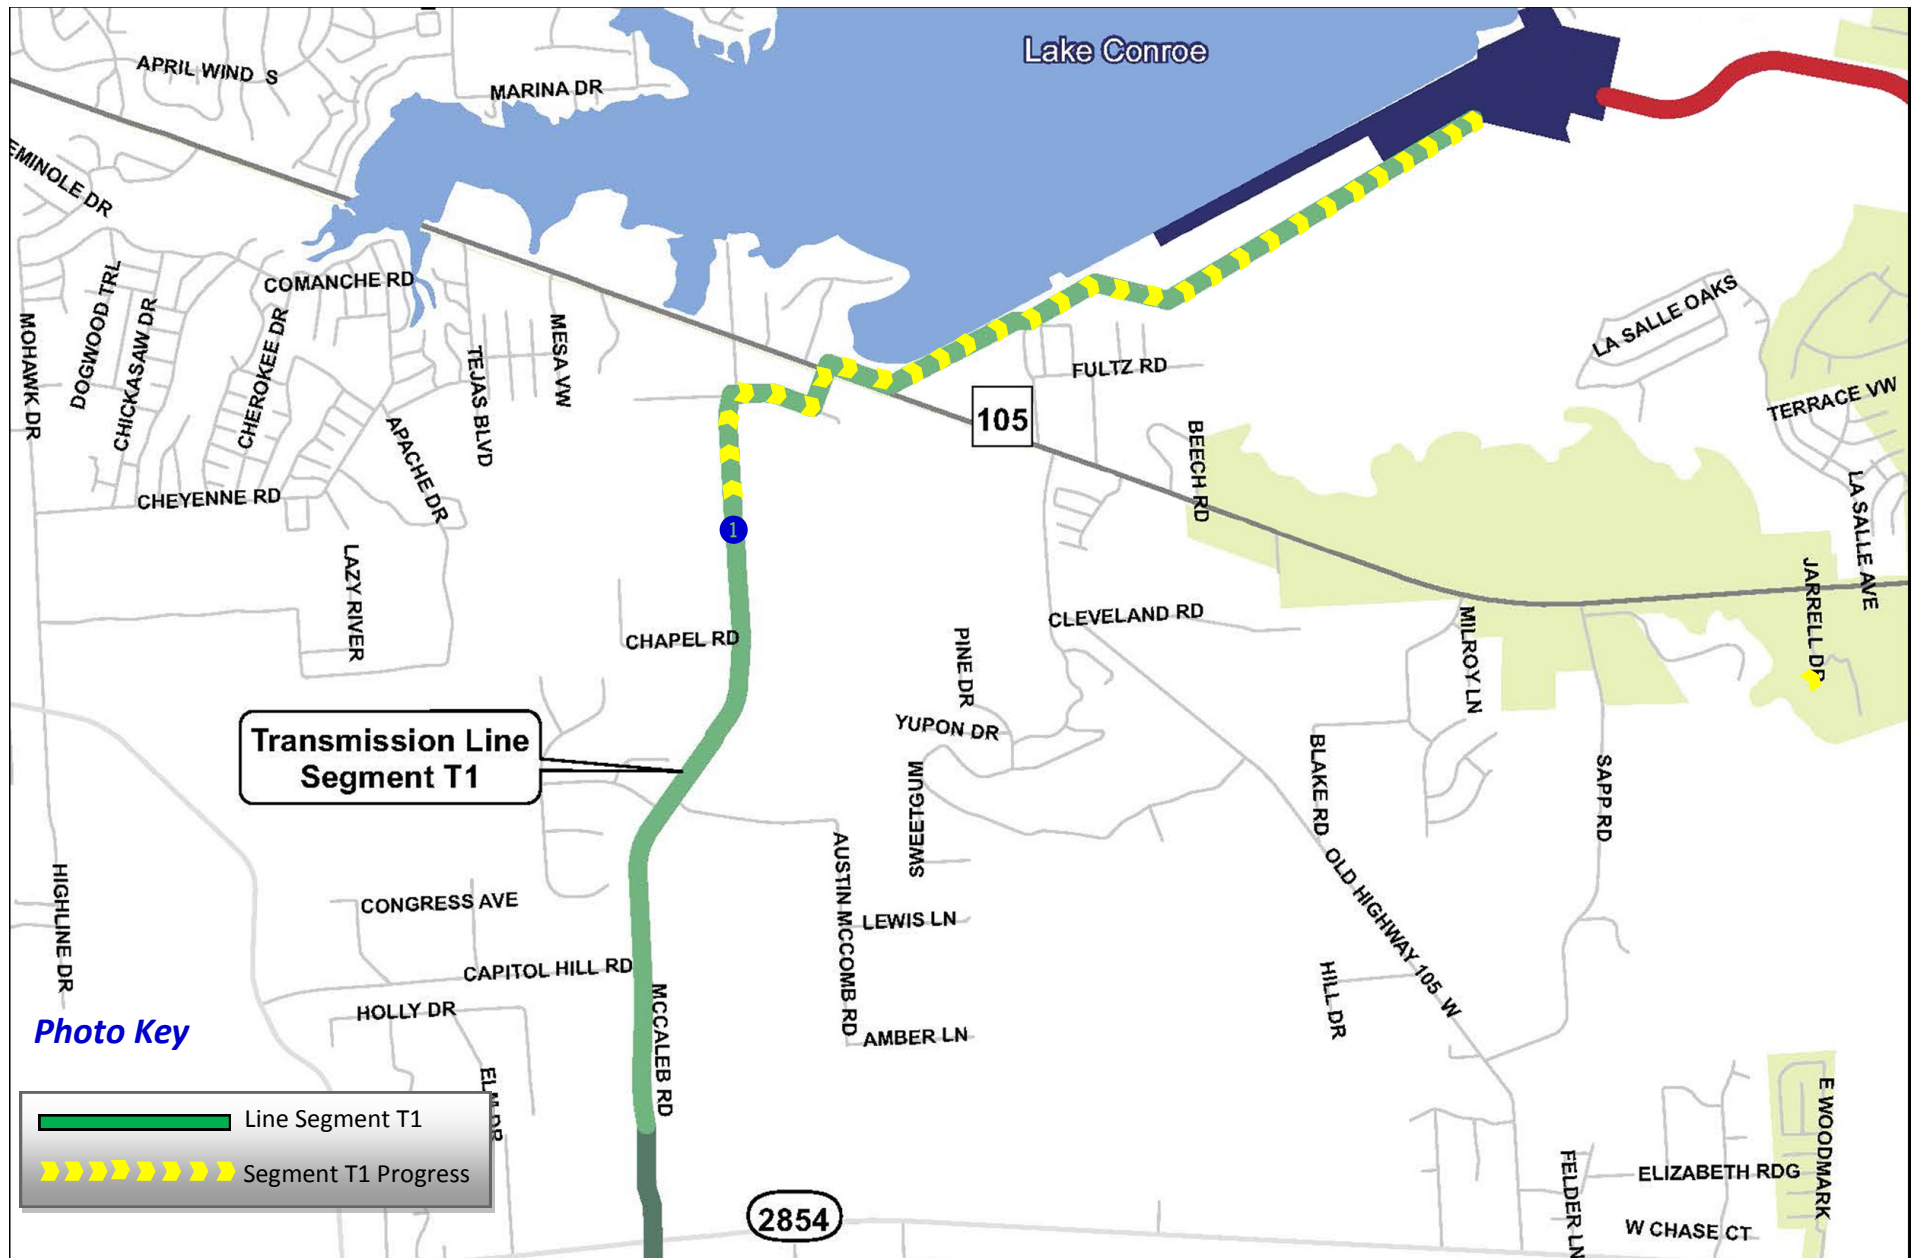 Lake Conroe
APRIL WIND S
MARINA DR
EMINOLE DR
COMANCHE RD
DOGWOOD TRL
CHICKASAW DR
CHEROKEE DR
MOHAWK DR
TEJAS BLVD
MESA VW
APACHE DR
CHEYENNE RD
LAZY RIVER
LA SALLE OAKS
FULTZ RD
105
TERRACE VW
BEECH RD
LA SALLE AVE
JARRELL DR
1
CHAPEL RD
CLEVELAND RD
PINE DR
MILROY LN
YUPON DR
Transmission Line
Segment T1
SWEETGUM
BLAKE RD
SAPP RD
AUSTIN MCCOMB RD
OLD HIGHWAY 105 W
HIGHLINE DR
CONGRESS AVE
LEWIS LN
CAPITOL HILL RD
HILL DR
HOLLY DR
MCCALEB RD
AMBER LN
Photo Key
ELM DR
Line Segment T1
Segment T1 Progress
E WOODMARK
FELDER LN
ELIZABETH RDG
2854
W CHASE CT